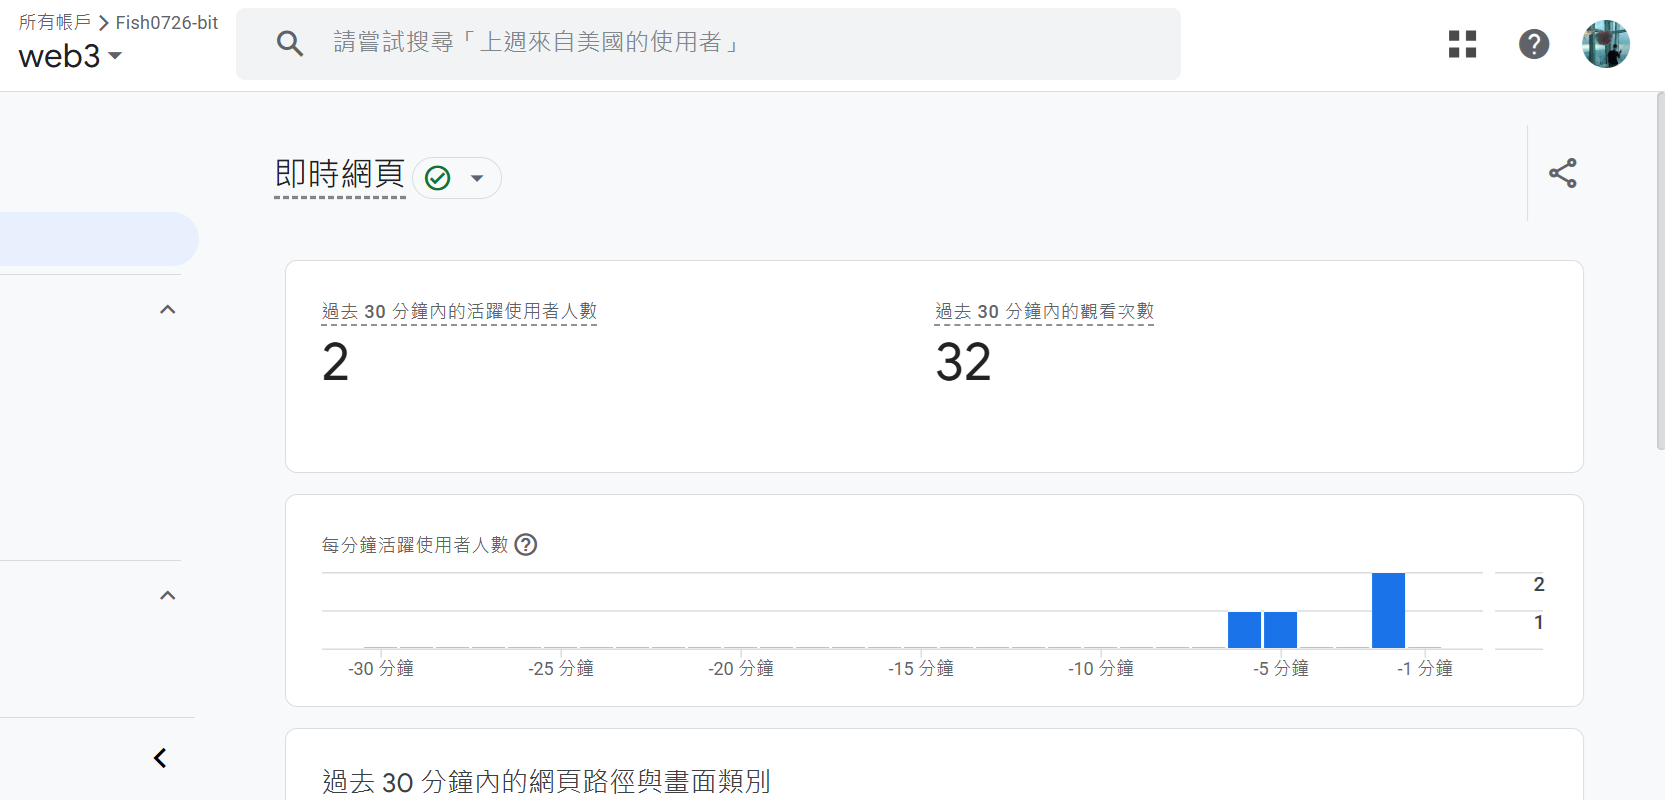 所有帳戶 > Fish0726-bit
web3
請嘗試搜尋「上週來自美國的使用者」
即時網頁
過去 30 分鐘內的活躍使用者人數
2
過去 30 分鐘內的觀看次數
32
每分鐘活躍使用者人數
2
1
-30 分鐘 -25 分鐘 -20 分鐘 -15 分鐘 -10 分鐘 -5 分鐘 -1 分鐘
過去 30 分鐘內的網頁路徑與畫面類別